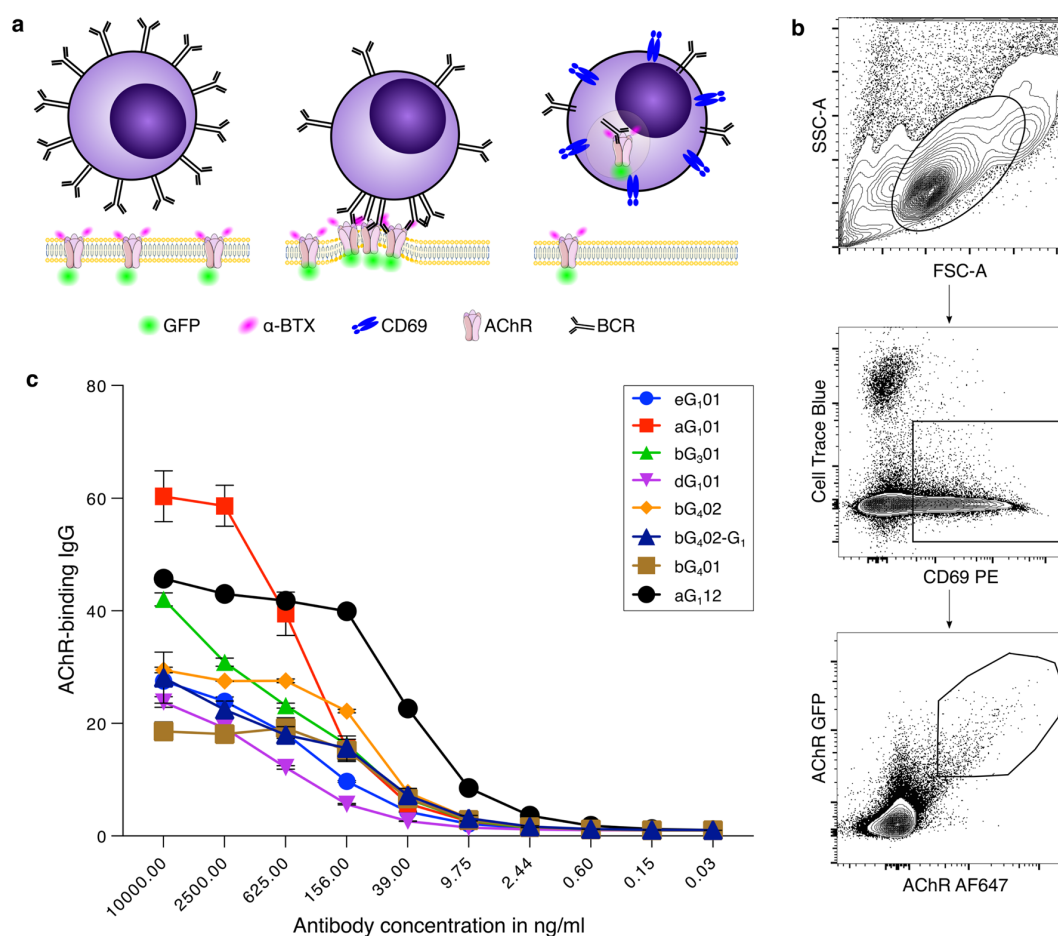 a
GFP
α-BTX
CD69
AChR
BCR
b
SSC-A
FSC-A
Cell Trace Blue
CD69 PE
AChR GFP
AChR AF647
c
AChR-binding IgG
80
60
40
20
0
10000.00
2500.00
625.00
156.00
39.00
9.75
2.44
0.60
0.15
0.03
Antibody concentration in ng/ml
eG₁01
aG₁01
bG₃01
dG₁01
bG₄02
bG₄02-G₁
bG₄01
aG₁12